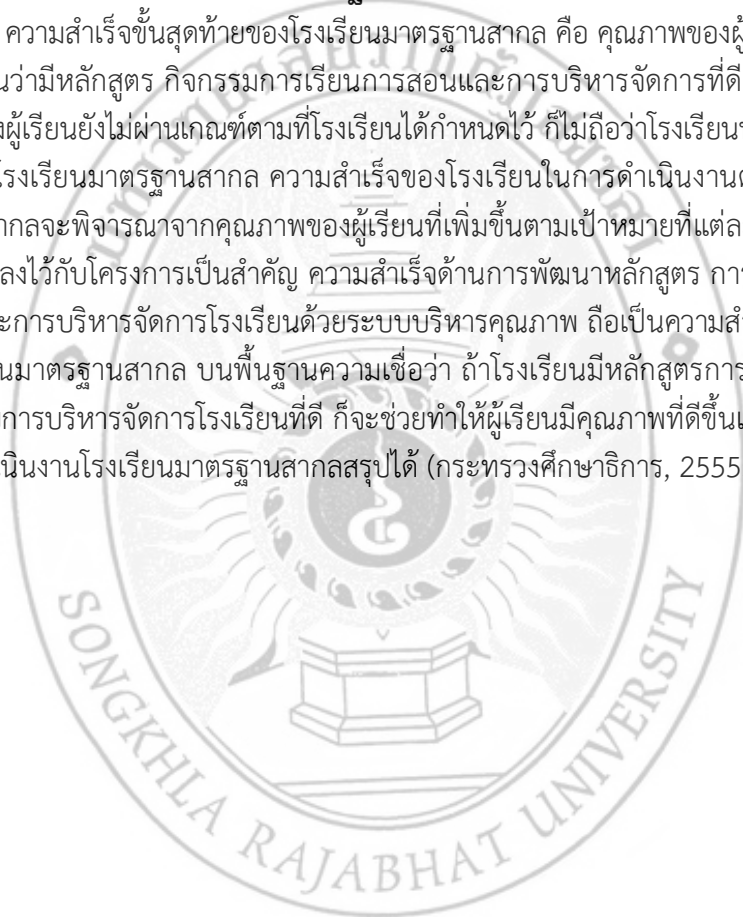 ความสำเร็จขั้นสุดท้ายของโรงเรียนมาตรฐานสากล คือ คุณภาพของผู้
นว่ามีหลักสูตร กิจกรรมการเรียนการสอนและการบริหารจัดการที่ดี
งผู้เรียนยังไม่ผ่านเกณฑ์ตามที่โรงเรียนได้กำหนดไว้ ก็ไม่ถือว่าโรงเรียน
โรงเรียนมาตรฐานสากล ความสำเร็จของโรงเรียนในการดำเนินงาน
ากลจะพิจารณาจากคุณภาพของผู้เรียนที่เพิ่มขึ้นตามเป้าหมายที่แต่ล
ลงไว้กับโครงการเป็นสำคัญ ความสำเร็จด้านการพัฒนาหลักสูตร การ
ะการบริหารจัดการโรงเรียนด้วยระบบบริหารคุณภาพ ถือเป็นความสำ
นมาตรฐานสากล บนพื้นฐานความเชื่อว่า ถ้าโรงเรียนมีหลักสูตรการ
งการบริหารจัดการโรงเรียนที่ดี ก็จะช่วยทำให้ผู้เรียนมีคุณภาพที่ดีขึ้น
นินงานโรงเรียนมาตรฐานสากลสรุปได้ (กระทรวงศึกษาธิการ, 2555
SONGKHLA RAJABHAT UNIVERSITY